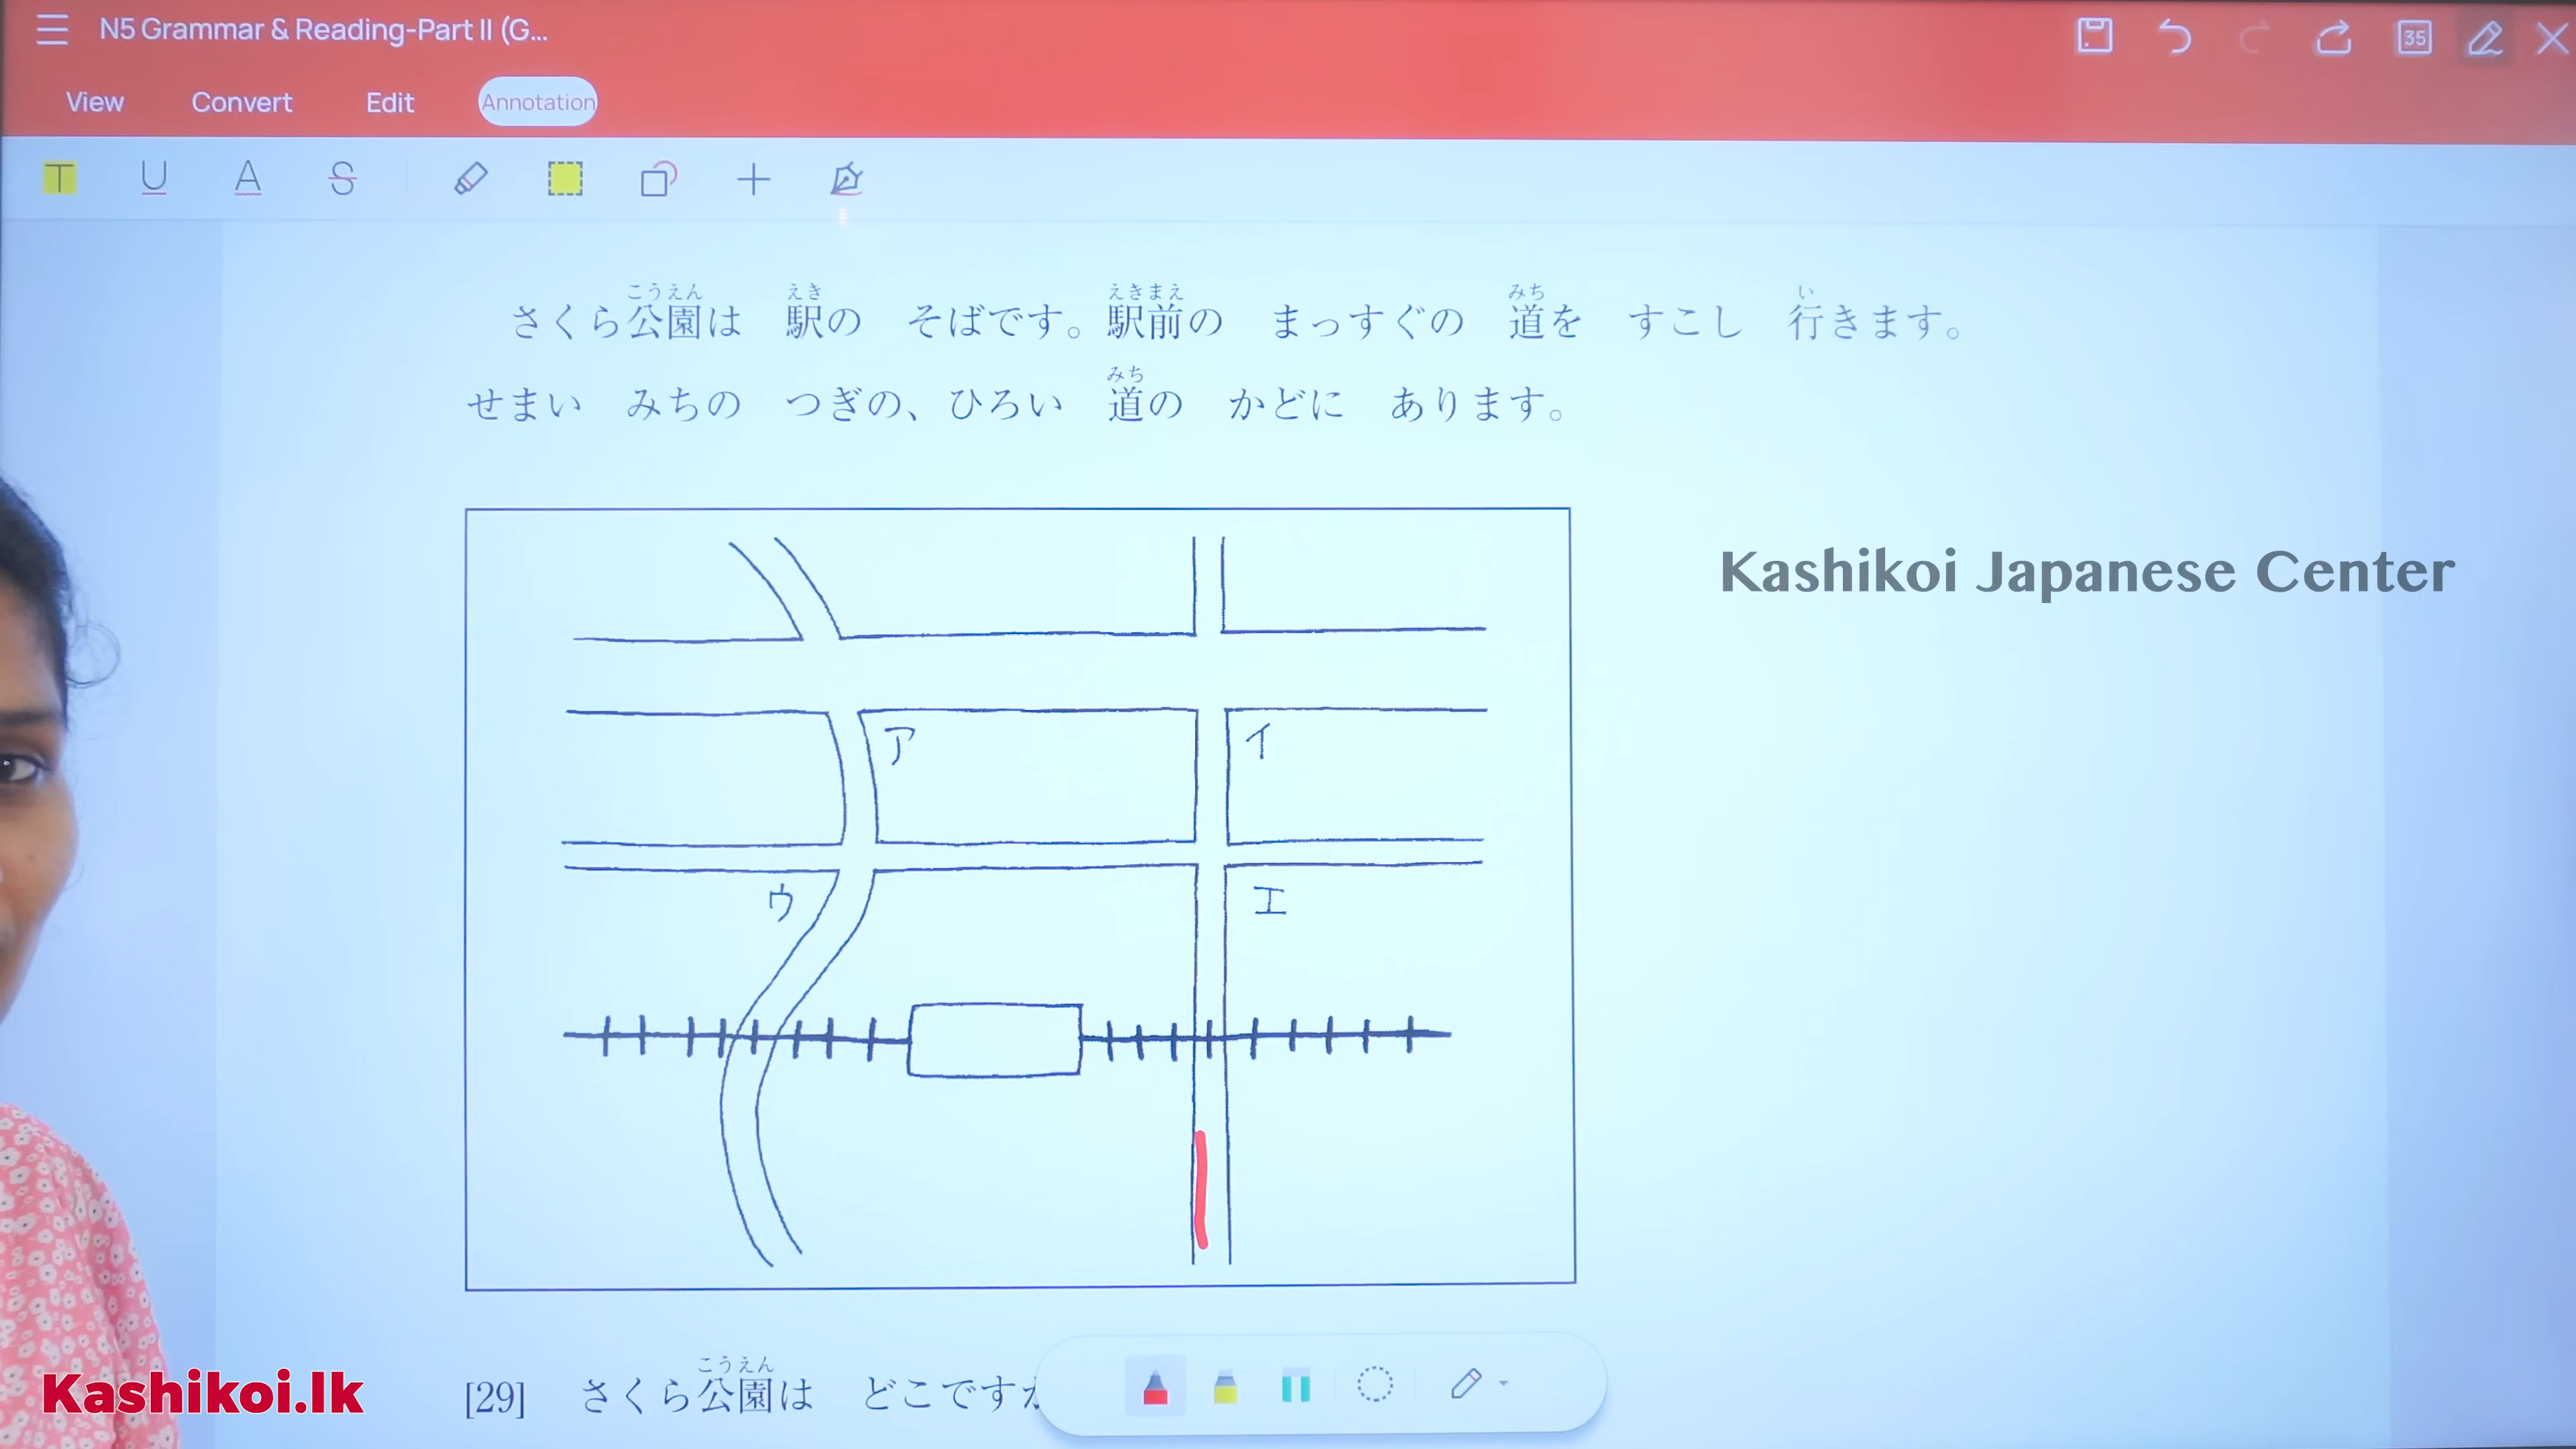 N5 Grammar & Reading-Part II (G...
35
View Convert Edit Annotation
T U A S
こうえん えき えきまえ みち い
さくら公園は 駅の そばです。駅前の まっすぐの 道を すこし 行きます。
みち
せまい みちの つぎの、ひろい 道の かどに あります。
Kashikoi Japanese Center
ア イ
ウ エ
こうえん
[29] さくら公園は どこですか
Kashikoi.lk